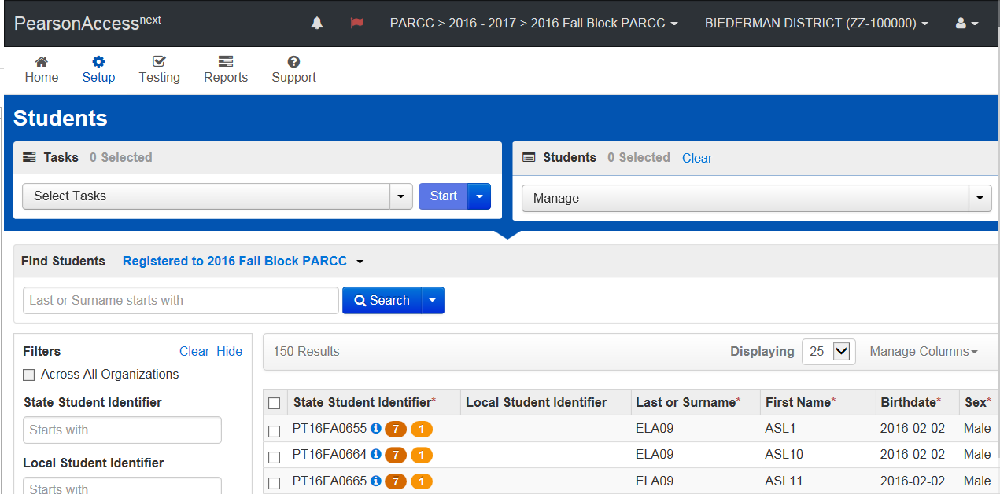 PearsonAccessnext PARCC > 2016 - 2017 > 2016 Fall Block PARCC BIEDERMAN DISTRICT (ZZ-100000)
Home Setup Testing Reports Support
Students
Tasks 0 Selected
Select Tasks Start
Students 0 Selected Clear
Manage
Find Students Registered to 2016 Fall Block PARCC
Last or Surname starts with Search
Filters Clear Hide
Across All Organizations
State Student Identifier
Starts with
Local Student Identifier
Starts with
150 Results Displaying 25 Manage Columns
State Student Identifier* Local Student Identifier Last or Surname* First Name* Birthdate* Sex*
PT16FA0655 i 7 1 ELA09 ASL1 2016-02-02 Male
PT16FA0664 i 7 1 ELA09 ASL10 2016-02-02 Male
PT16FA0665 i 7 1 ELA09 ASL11 2016-02-02 Male